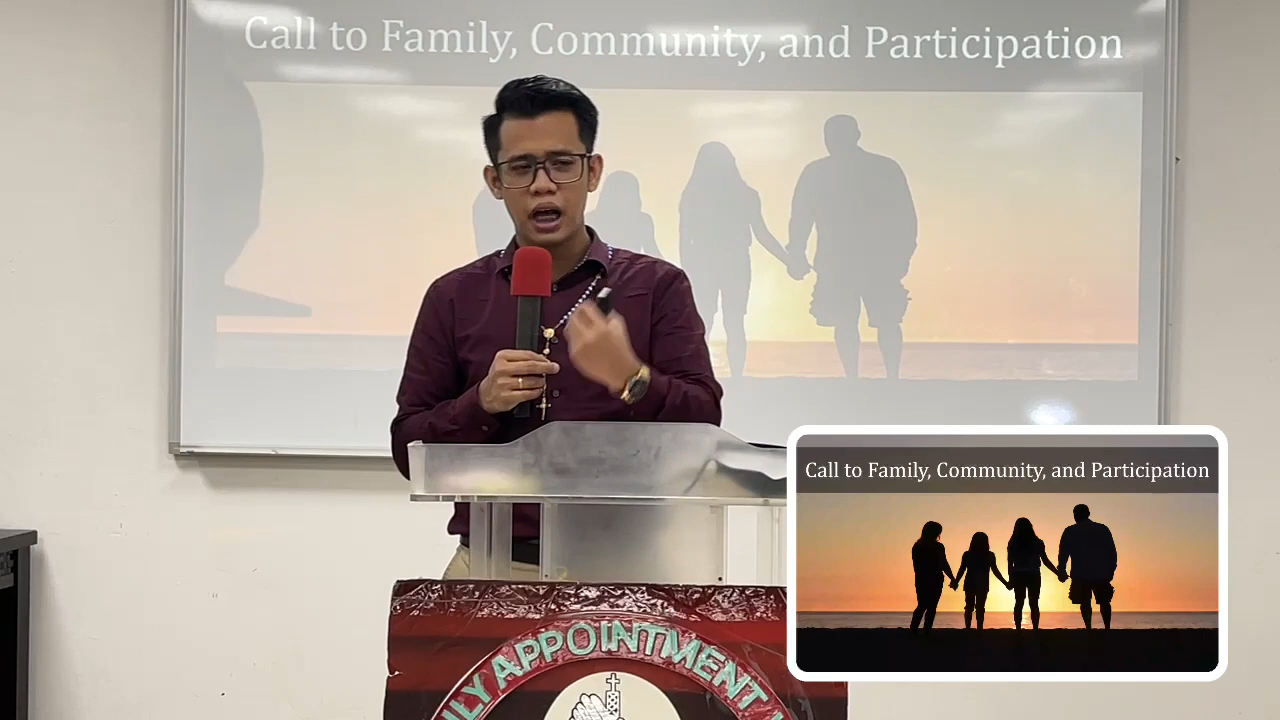 Call to Family, Community, and Participation
Call to Family, Community, and Participation
APPOINTMENT